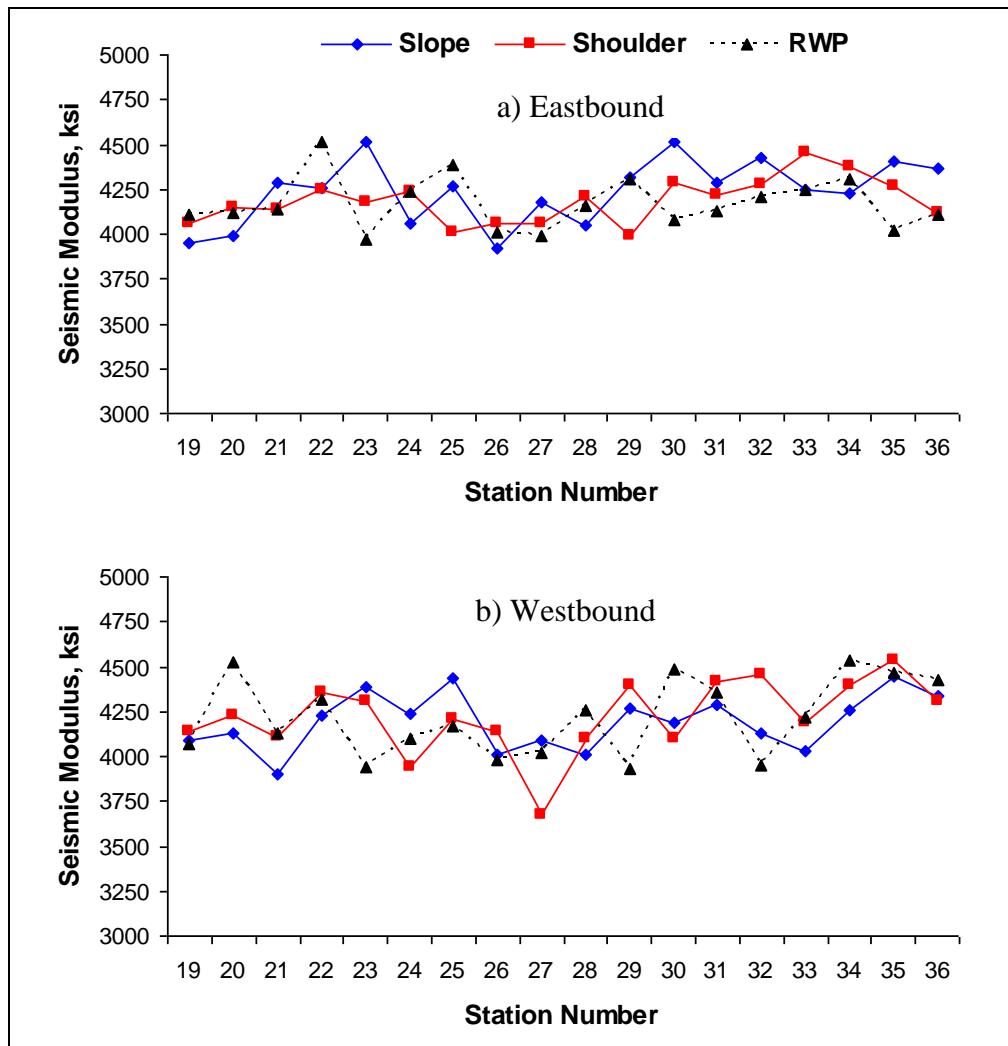 Slope Shoulder RWP
a) Eastbound
Seismic Modulus, ksi
5000
4750
4500
4250
4000
3750
3500
3250
3000
19 20 21 22 23 24 25 26 27 28 29 30 31 32 33 34 35 36
Station Number
b) Westbound
Seismic Modulus, ksi
5000
4750
4500
4250
4000
3750
3500
3250
3000
19 20 21 22 23 24 25 26 27 28 29 30 31 32 33 34 35 36
Station Number